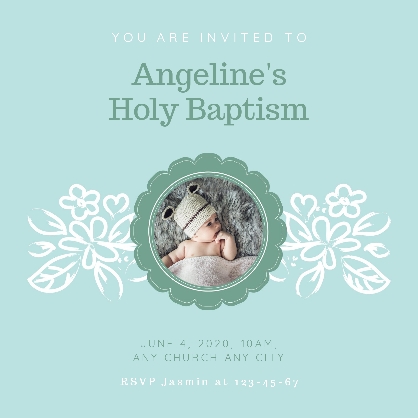 YOU ARE INVITED TO
Angeline's
Holy Baptism
JUNE 4, 2020, 10AM,
ANY CHURCH ANY CITY
RSVP Jasmin at 123-45-67